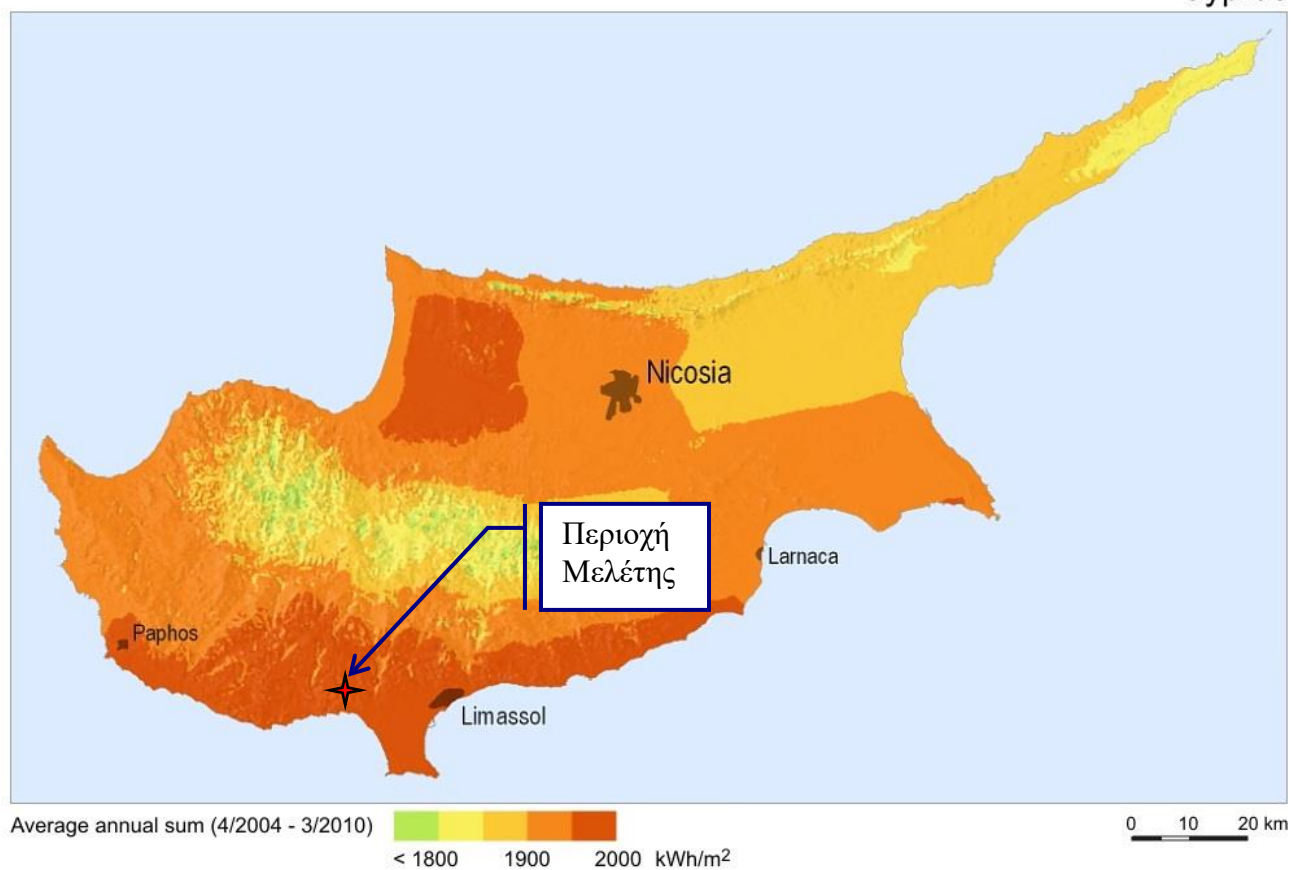 Nicosia
Περιοχή
Μελέτης
Larnaca
Paphos
Limassol
Average annual sum (4/2004 - 3/2010)
< 1800 1900 2000 kWh/m2
0 10 20 km